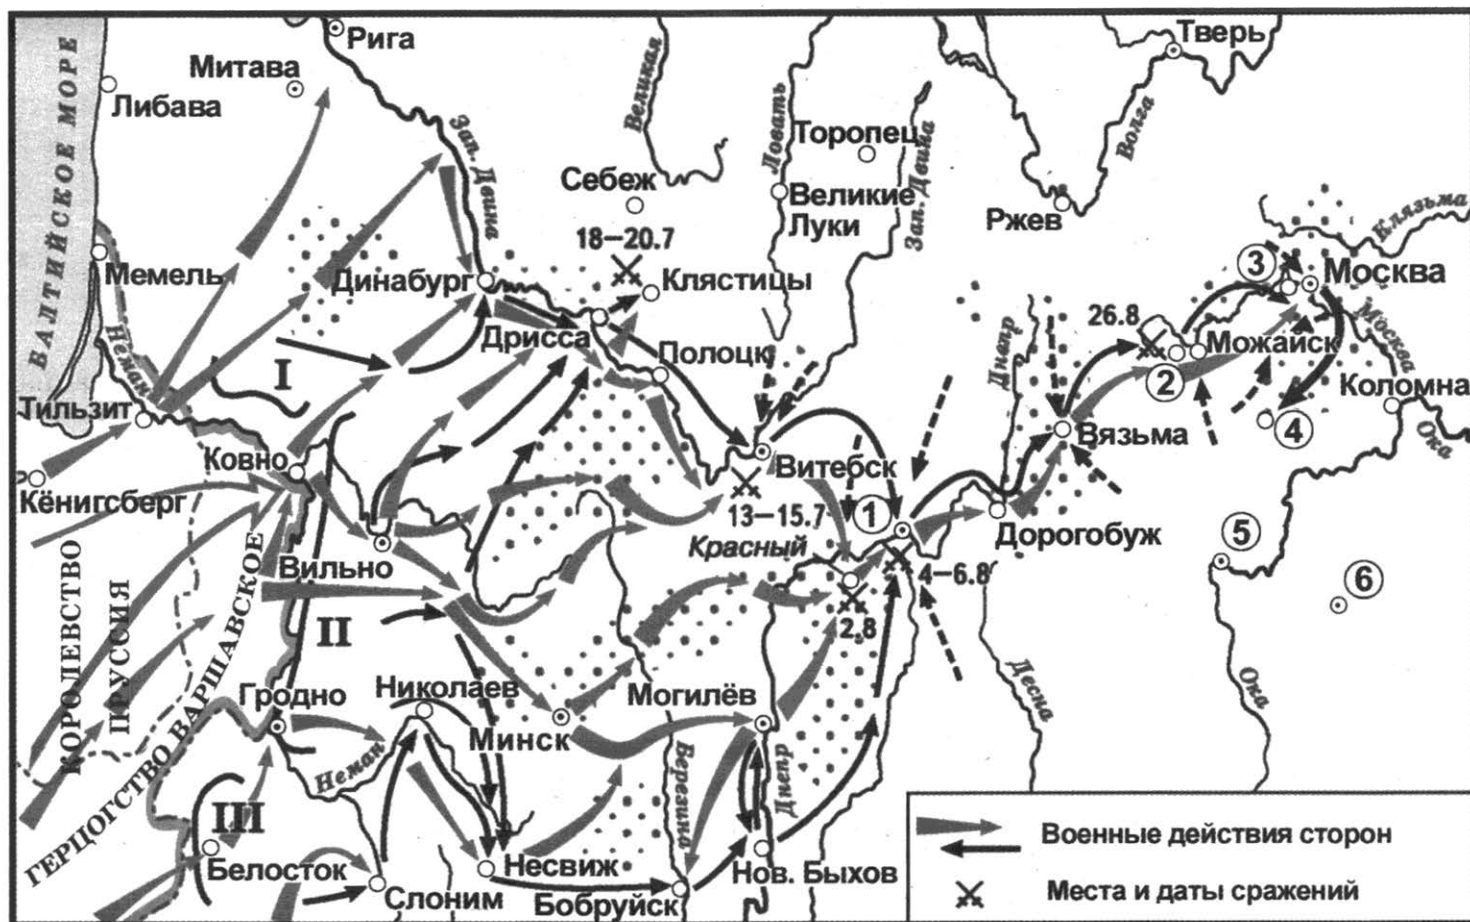 Рига
Тверь
Митава
Либава
БАЛТИЙСКОЕ МОРЕ
Зап. Двина
Великая
Ловать
Торопец
Зап. Двина
Волга
Себеж
Великие
Луки
Ржев
Клязьма
18–20.7
Мемель
Динабург
Клястицы
3
Москва
Неман
Дрисса
Днепр
26.8
Москва
I
Полоцк
Можайск
2
Коломна
Тильзит
4
Ока
Ковно
Витебск
Вязьма
Кёнигсберг
13–15.7
1
Дорогобуж
5
Красный
Вильно
4–6.8
6
КОРОЛЕВСТВО
ПРУССИЯ
ГЕРЦОГСТВО ВАРШАВСКОЕ
II
2.8
Гродно
Николаев
Могилёв
Десна
Ока
Минск
Неман
Березина
Днепр
III
Белосток
Несвиж
Нов. Быхов
Слоним
Бобруйск
Военные действия сторон
Места и даты сражений